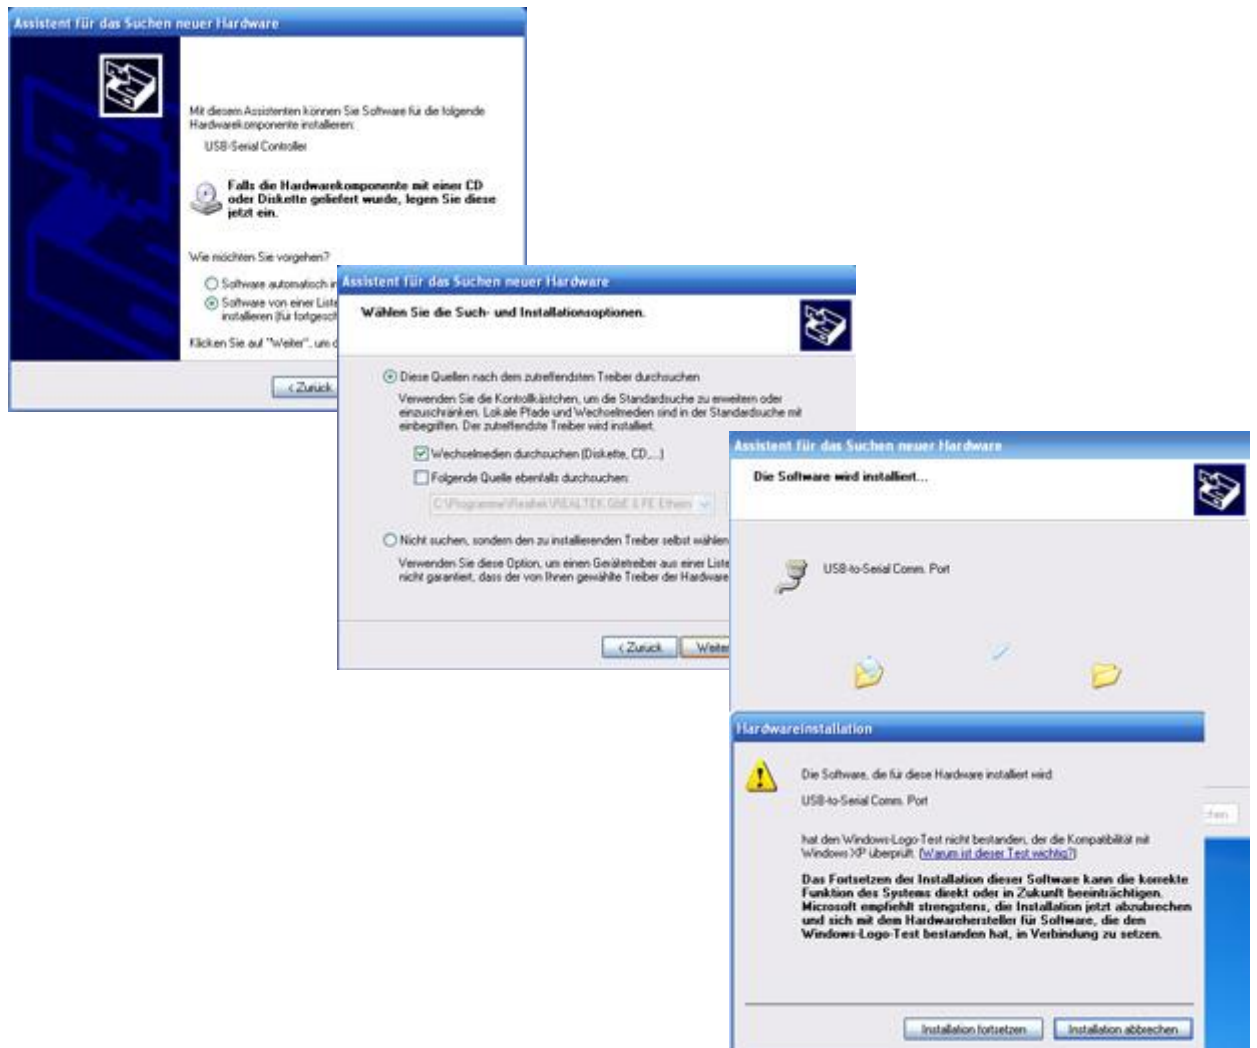 Assistent für das Suchen neuer Hardware
Mit diesem Assistenten können Sie Software für die folgende
Hardwarekomponente installieren:
USB-Serial Controller
Falls die Hardwarekomponente mit einer CD
oder Diskette geliefert wurde, legen Sie diese
jetzt ein.
Wie möchten Sie vorgehen?
Software automatisch in
Software von einer Liste
installieren (für fortgesch
Klicken Sie auf "Weiter", um d
< Zurück
Assistent für das Suchen neuer Hardware
Wählen Sie die Such- und Installationsoptionen.
Diese Quellen nach dem zutreffendsten Treiber durchsuchen
Verwenden Sie die Kontrollkästchen, um die Standardsuche zu erweitern oder
einzuschränken. Lokale Pfade und Wechselmedien sind in der Standardsuche mit
einbegriffen. Der zutreffendste Treiber wird installiert.
Wechselmedien durchsuchen (Diskette, CD,...)
Folgende Quelle ebenfalls durchsuchen:
C:\Programme\Realtek\REALTEK GbE & FE Ethern
Nicht suchen, sondern den zu installierenden Treiber selbst wählen
Verwenden Sie diese Option, um einen Gerätetreiber aus einer Liste
nicht garantiert, dass der von Ihnen gewählte Treiber der Hardware
< Zurück
Weiter
Assistent für das Suchen neuer Hardware
Die Software wird installiert...
USB-to-Serial Comm. Port
Hardwareinstallation
Die Software, die für diese Hardware installiert wird:
USB-to-Serial Comm. Port
hat den Windows-Logo-Test nicht bestanden, der die Kompatibilität mit
Windows XP überprüft. (Warum ist dieser Test wichtig?)
Das Fortsetzen der Installation dieser Software kann die korrekte
Funktion des Systems direkt oder in Zukunft beeinträchtigen.
Microsoft empfiehlt strengstens, die Installation jetzt abzubrechen
und sich mit dem Hardwarehersteller für Software, die den
Windows-Logo-Test bestanden hat, in Verbindung zu setzen.
Installation fortsetzen
Installation abbrechen